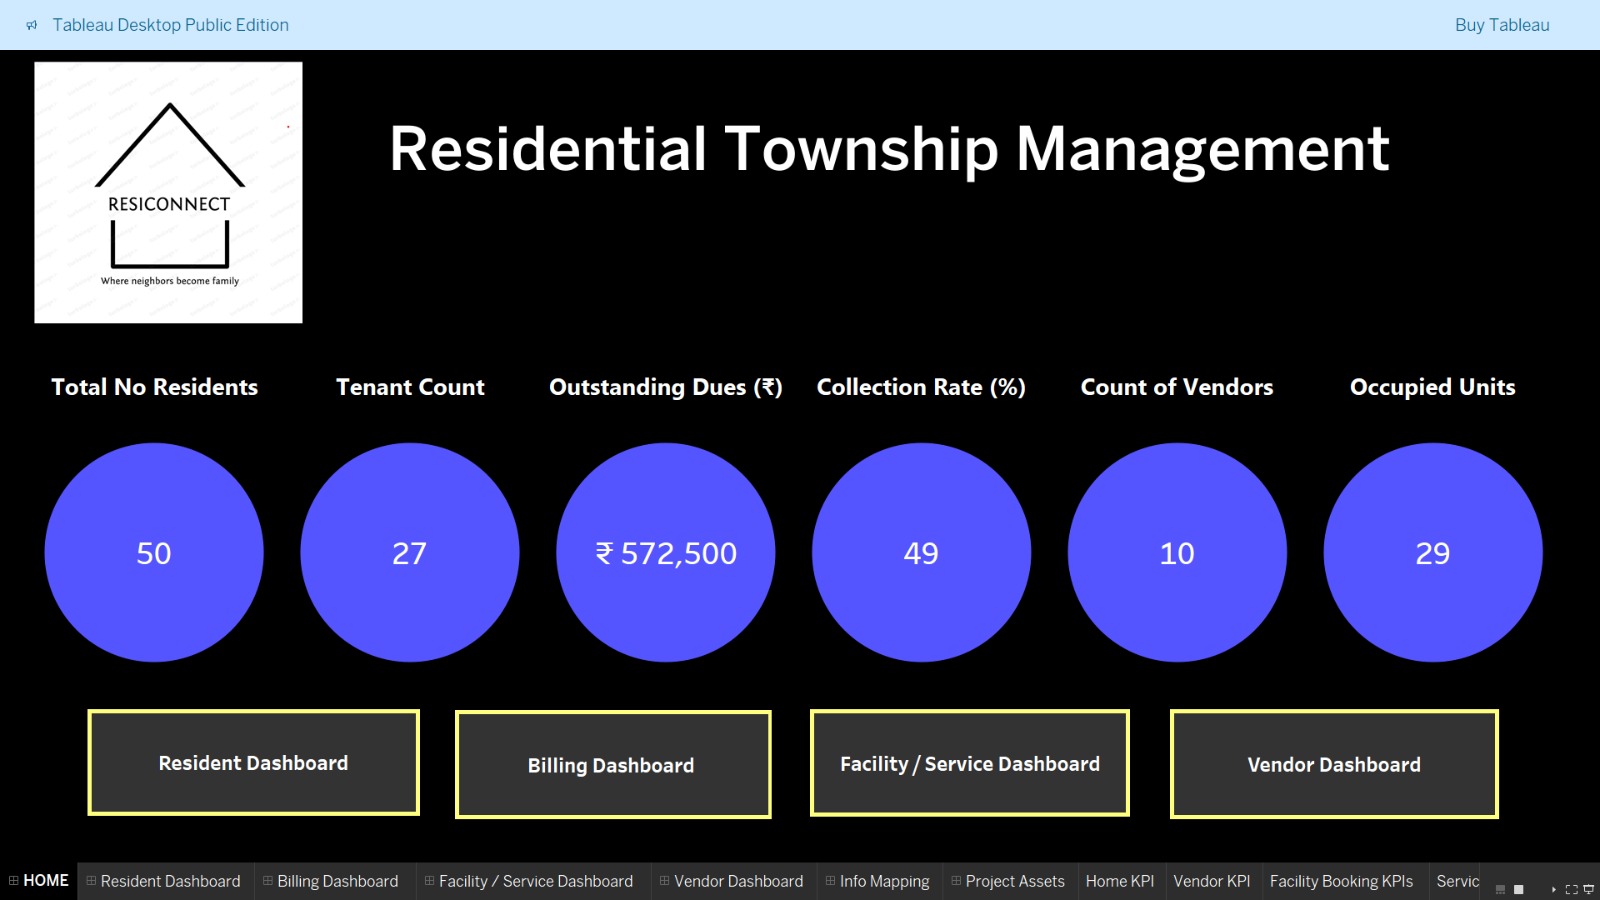 Tableau Desktop Public Edition
Buy Tableau
RESICONNECT
Where neighbors become family
Residential Township Management
Total No Residents
Tenant Count
Outstanding Dues (₹)
Collection Rate (%)
Count of Vendors
Occupied Units
50
27
₹ 572,500
49
10
29
Resident Dashboard
Billing Dashboard
Facility / Service Dashboard
Vendor Dashboard
HOME
Resident Dashboard
Billing Dashboard
Facility / Service Dashboard
Vendor Dashboard
Info Mapping
Project Assets
Home KPI
Vendor KPI
Facility Booking KPIs
Servic